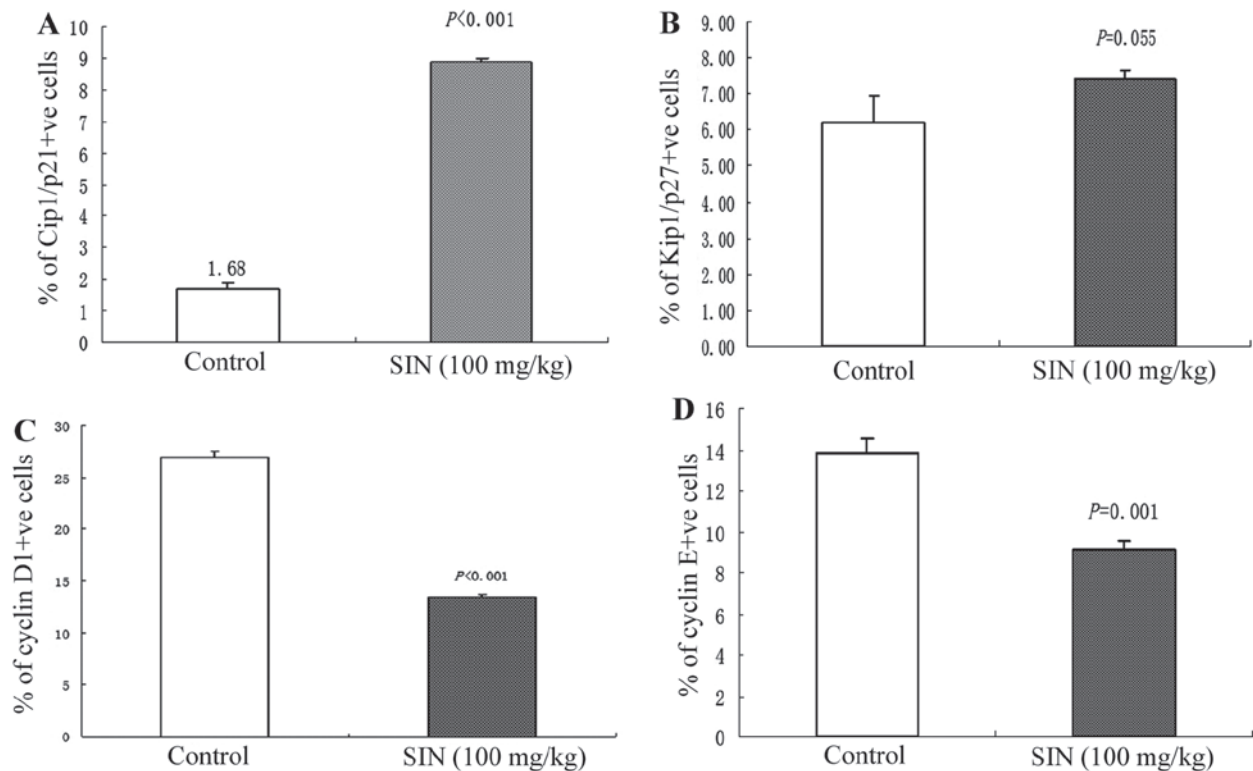 A
% of Cip1/p21+ve cells
10
9
8
7
6
5
4
3
2
1
0
1.68
P<0.001
Control
SIN (100 mg/kg)
B
% of Kip1/p27+ve cells
9.00
8.00
7.00
6.00
5.00
4.00
3.00
2.00
1.00
0.00
P=0.055
Control
SIN (100 mg/kg)
C
% of cyclin D1+ve cells
30
25
20
15
10
5
0
P<0.001
Control
SIN (100 mg/kg)
D
% of cyclin E+ve cells
16
14
12
10
8
6
4
2
0
P=0.001
Control
SIN (100 mg/kg)